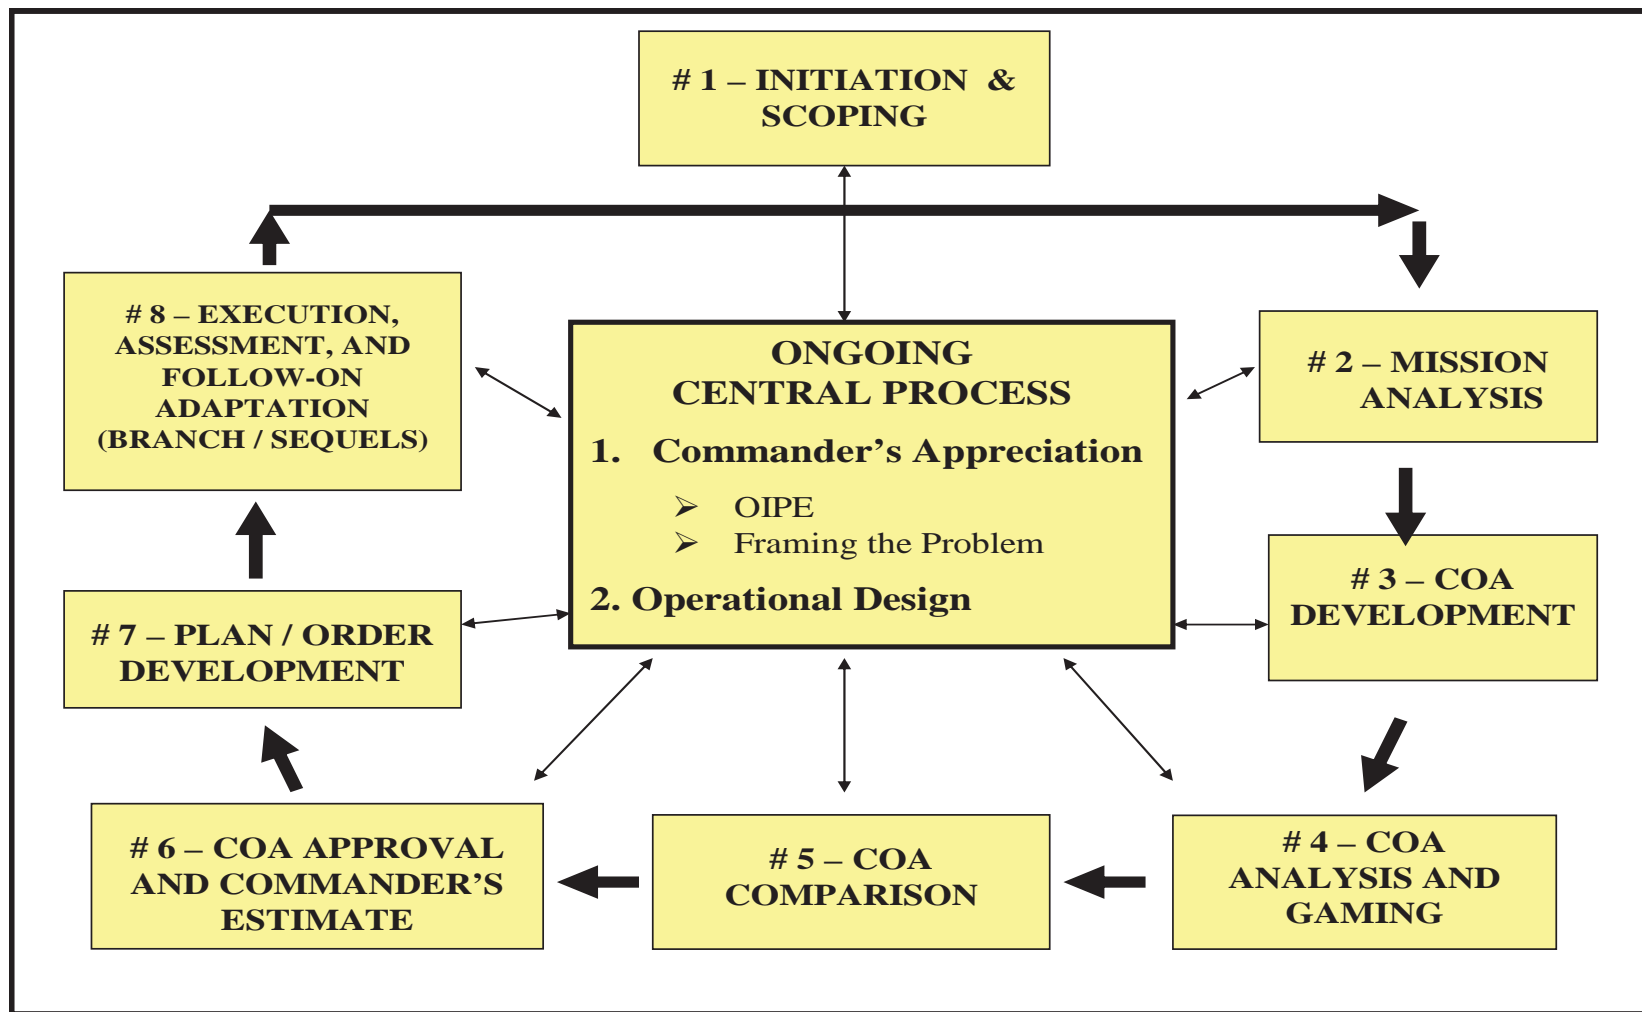 # 1 – INITIATION &
SCOPING
# 8 – EXECUTION,
ASSESSMENT, AND
FOLLOW-ON
ADAPTATION
(BRANCH / SEQUELS)
ONGOING
CENTRAL PROCESS
1. Commander’s Appreciation
➢ OIPE
➢ Framing the Problem
2. Operational Design
# 2 – MISSION
ANALYSIS
# 3 – COA
DEVELOPMENT
# 7 – PLAN / ORDER
DEVELOPMENT
# 6 – COA APPROVAL
AND COMMANDER’S
ESTIMATE
# 5 – COA
COMPARISON
# 4 – COA
ANALYSIS AND
GAMING